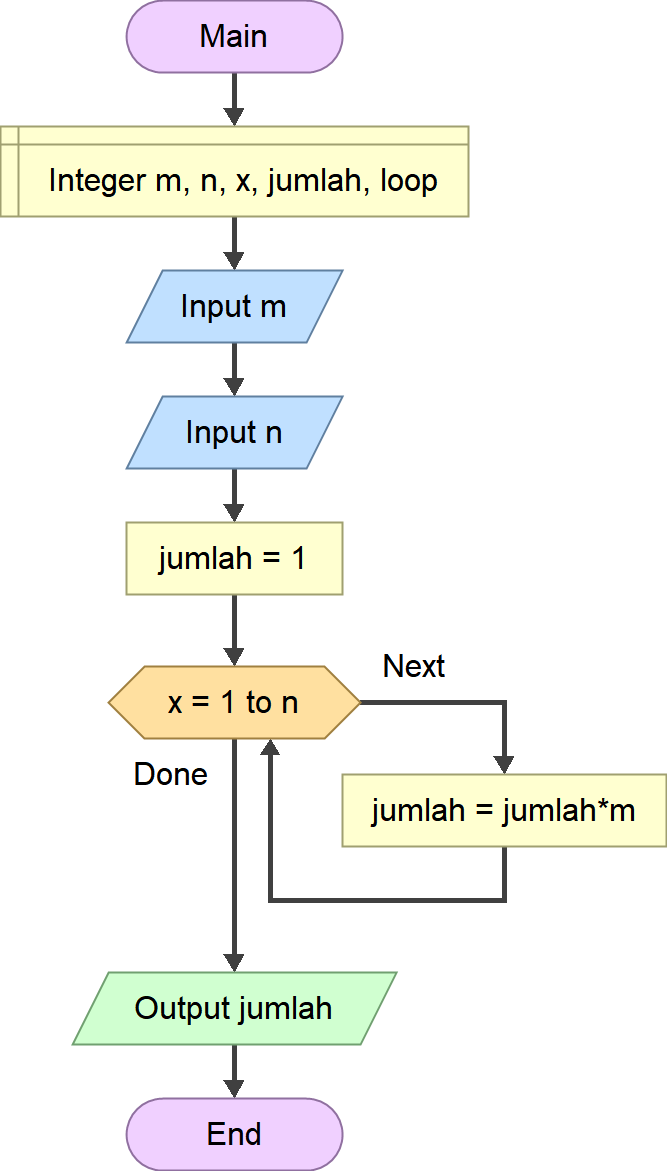 Main
Integer m, n, x, jumlah, loop
Input m
Input n
jumlah = 1
x = 1 to n
Next
Done
jumlah = jumlah*m
Output jumlah
End